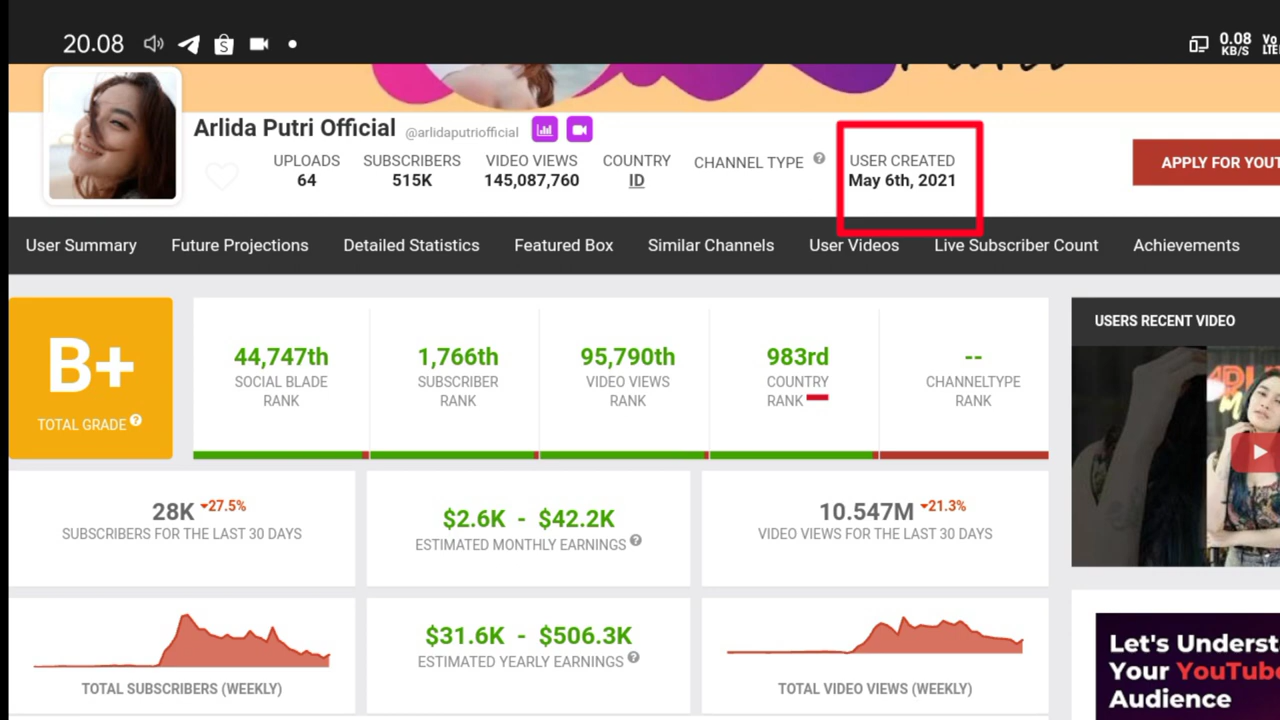 20.08
0.08
KB/S
Vo
LTE
Arlida Putri Official @arlidaputriofficial
UPLOADS
64
SUBSCRIBERS
515K
VIDEO VIEWS
145,087,760
COUNTRY
ID
CHANNEL TYPE ?
USER CREATED
May 6th, 2021
APPLY FOR YOUT
User Summary
Future Projections
Detailed Statistics
Featured Box
Similar Channels
User Videos
Live Subscriber Count
Achievements
B+
TOTAL GRADE ?
44,747th
SOCIAL BLADE
RANK
1,766th
SUBSCRIBER
RANK
95,790th
VIDEO VIEWS
RANK
983rd
COUNTRY
RANK
--
CHANNELTYPE
RANK
USERS RECENT VIDEO
28K -27.5%
SUBSCRIBERS FOR THE LAST 30 DAYS
$2.6K - $42.2K
ESTIMATED MONTHLY EARNINGS ?
10.547M -21.3%
VIDEO VIEWS FOR THE LAST 30 DAYS
TOTAL SUBSCRIBERS (WEEKLY)
$31.6K - $506.3K
ESTIMATED YEARLY EARNINGS ?
TOTAL VIDEO VIEWS (WEEKLY)
Let's Underst
Your YouTube
Audience